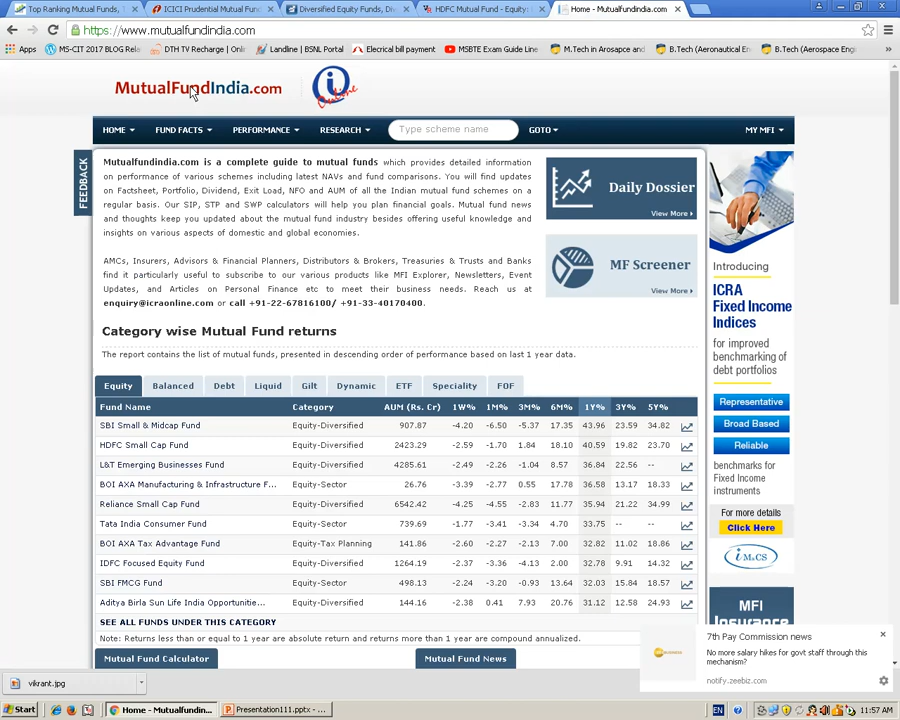 Top Ranking Mutual Funds,
ICICI Prudential Mutual Fund
Diversified Equity Funds, Div
HDFC Mutual Fund - Equity:
Home - Mutualfundindia.com
https://www.mutualfundindia.com
Apps
MS-CIT 2017 BLOG Rela
DTH TV Recharge | Onlin
Landline | BSNL Portal
Elecrical bill payment
MSBTE Exam Guide Line
M.Tech in Arosapce and
B.Tech (Aeronautical En
B.Tech (Aerospace Engi
MutualFundIndia.com
i Online
HOME
FUND FACTS
PERFORMANCE
RESEARCH
Type scheme name
GOTO
MY MFI
FEEDBACK
Mutualfundindia.com is a complete guide to mutual funds which provides detailed information
on performance of various schemes including latest NAVs and fund comparisons. You will find updates
on Factsheet, Portfolio, Dividend, Exit Load, NFO and AUM of all the Indian mutual fund schemes on a
regular basis. Our SIP, STP and SWP calculators will help you plan financial goals. Mutual fund news
and thoughts keep you updated about the mutual fund industry besides offering useful knowledge and
insights on various aspects of domestic and global economies.
AMCs, Insurers, Advisors & Financial Planners, Distributors & Brokers, Treasuries & Trusts and Banks
find it particularly useful to subscribe to our various products like MFI Explorer, Newsletters, Event
Updates, and Articles on Personal Finance etc to meet their business needs. Reach us at
enquiry@icraonline.com or call +91-22-67816100/ +91-33-40170400.
Daily Dossier
View More
MF Screener
View More
Category wise Mutual Fund returns
The report contains the list of mutual funds, presented in descending order of performance based on last 1 year data.
Equity Balanced Debt Liquid Gilt Dynamic ETF Speciality FOF
Fund Name Category AUM (Rs. Cr) 1W% 1M% 3M% 6M% 1Y% 3Y% 5Y%
SBI Small & Midcap Fund Equity-Diversified 907.87 -4.20 -6.50 -5.37 17.35 43.96 23.59 34.82
HDFC Small Cap Fund Equity-Diversified 2423.29 -2.59 -1.70 1.84 18.10 40.59 19.82 23.70
L&T Emerging Businesses Fund Equity-Diversified 4285.61 -2.49 -2.26 -1.04 8.57 36.84 22.56 --
BOI AXA Manufacturing & Infrastructure F... Equity-Sector 26.76 -3.39 -2.77 0.55 17.78 36.58 13.17 18.33
Reliance Small Cap Fund Equity-Diversified 6542.42 -4.25 -4.55 -2.83 11.77 35.94 21.22 34.99
Tata India Consumer Fund Equity-Sector 739.69 -1.77 -3.41 -3.34 4.70 33.75 -- --
BOI AXA Tax Advantage Fund Equity-Tax Planning 141.86 -2.60 -2.27 -2.13 7.00 32.82 11.02 18.86
IDFC Focused Equity Fund Equity-Diversified 1264.19 -2.37 -3.36 -4.13 2.00 32.78 9.91 14.32
SBI FMCG Fund Equity-Sector 498.13 -2.24 -3.20 -0.93 13.64 32.03 15.84 18.57
Aditya Birla Sun Life India Opportunitie... Equity-Diversified 144.16 -2.38 0.41 7.93 20.76 31.12 12.58 24.93
SEE ALL FUNDS UNDER THIS CATEGORY
Note: Returns less than or equal to 1 year are absolute return and returns more than 1 year are compound annualized.
Mutual Fund Calculator
Mutual Fund News
Introducing
ICRA
Fixed Income
Indices
for improved
benchmarking of
debt portfolios
Representative
Broad Based
Reliable
benchmarks for
Fixed Income
instruments
For more details
Click Here
iMaCS
MFI
Insurance
7th Pay Commission news
No more salary hikes for govt staff through this
mechanism?
notify.zeebiz.com
vikrant.jpg
Start
Home - Mutualfundin...
Presentation111.pptx - ...
EN
11:57 AM